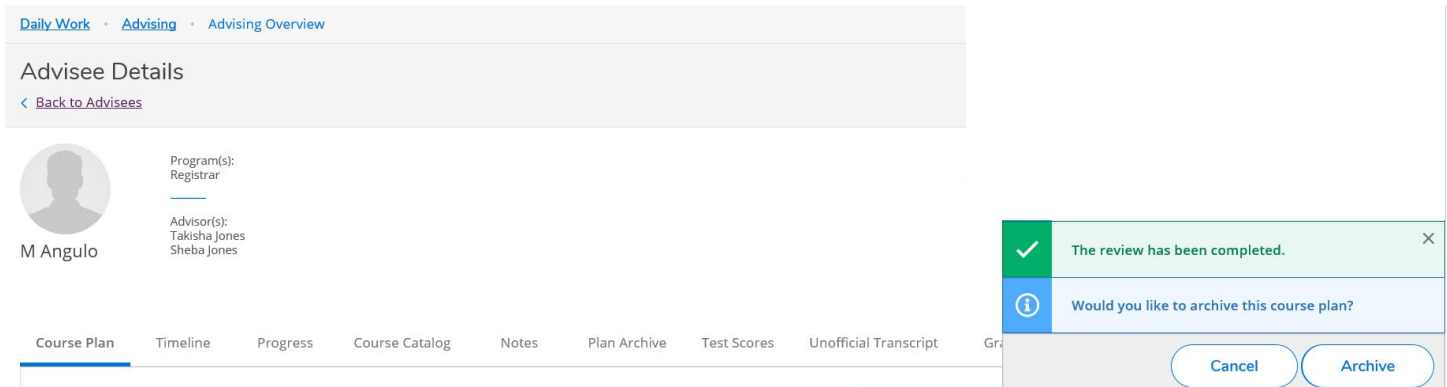 Daily Work · Advising · Advising Overview
Advisee Details
< Back to Advisees
Program(s):
Registrar
Advisor(s):
Takisha Jones
Sheba Jones
M Angulo
The review has been completed.
Would you like to archive this course plan?
Course Plan Timeline Progress Course Catalog Notes Plan Archive Test Scores Unofficial Transcript
Cancel Archive